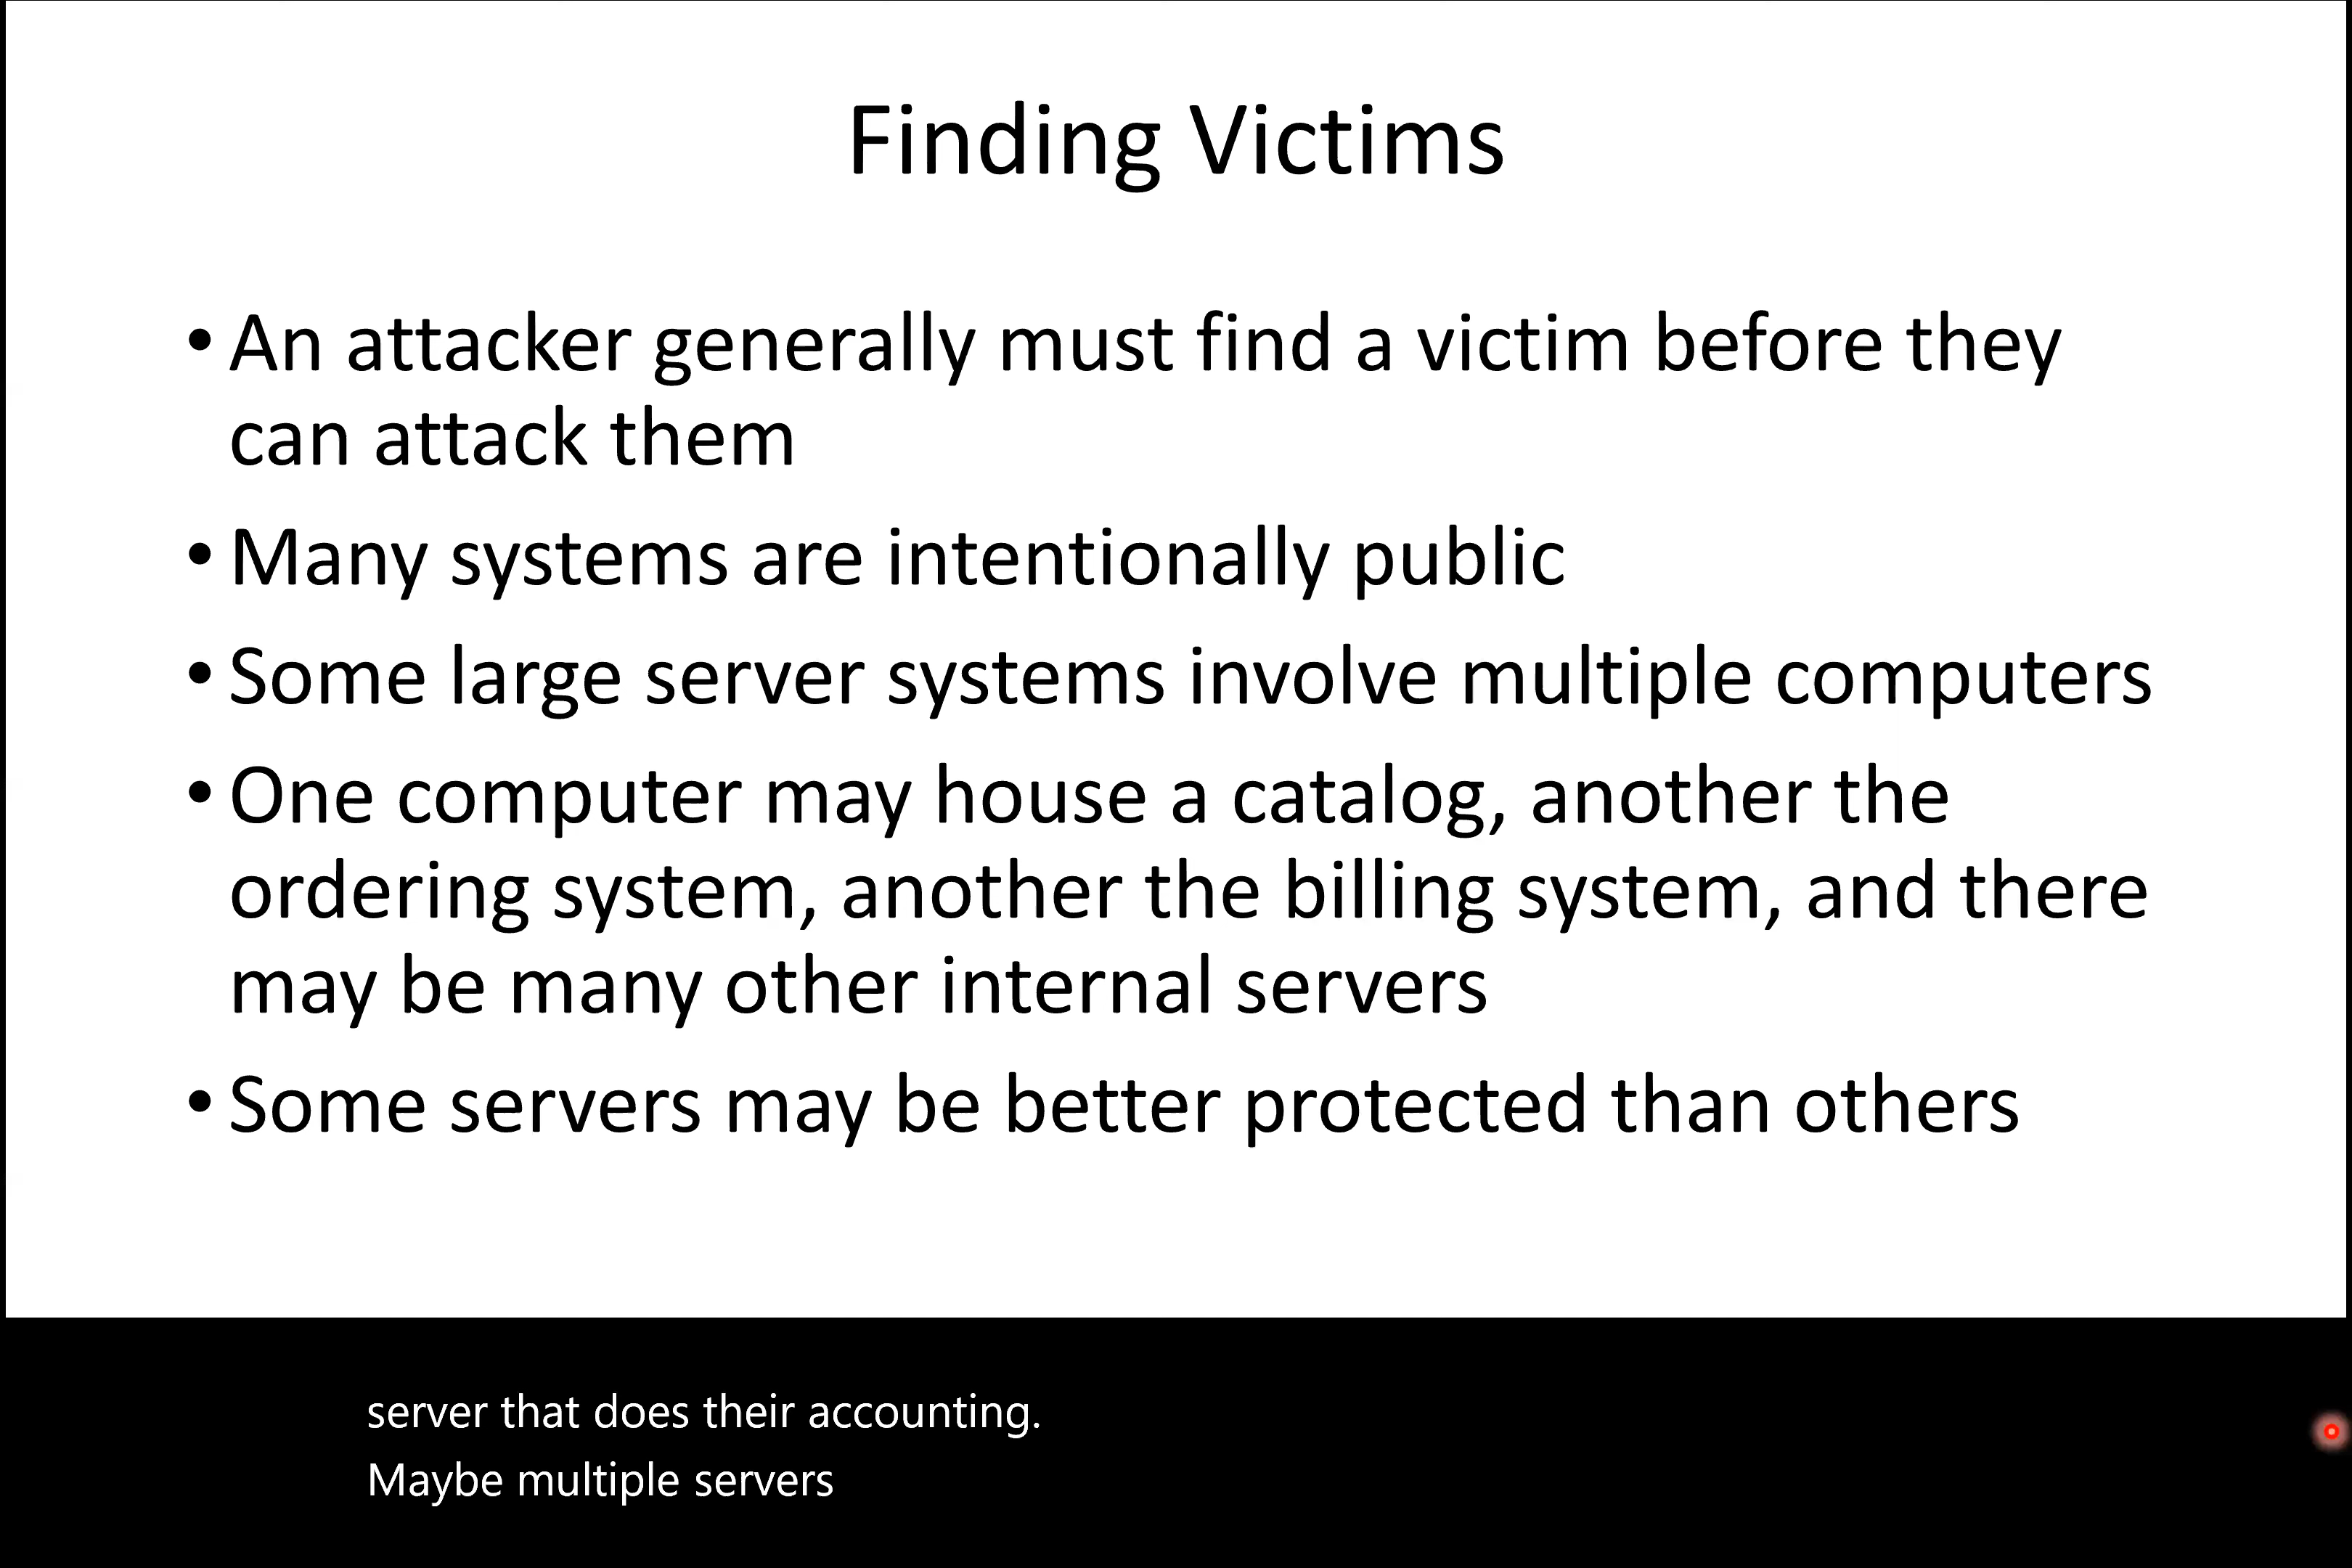 Finding Victims
• An attacker generally must find a victim before they
can attack them
• Many systems are intentionally public
• Some large server systems involve multiple computers
• One computer may house a catalog, another the
ordering system, another the billing system, and there
may be many other internal servers
• Some servers may be better protected than others
server that does their accounting.
Maybe multiple servers